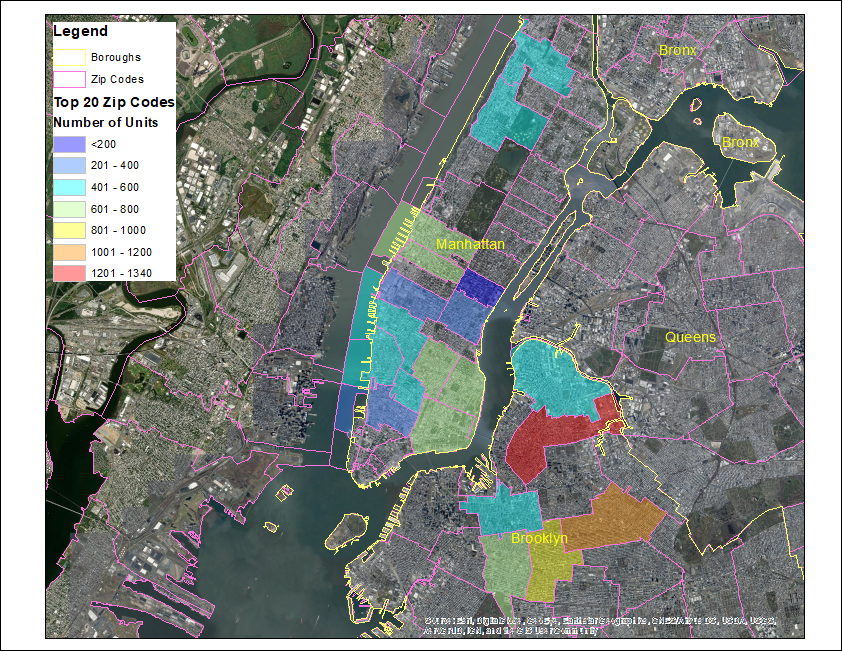 Legend
Boroughs
Zip Codes
Top 20 Zip Codes
Number of Units
<200
201 - 400
401 - 600
601 - 800
801 - 1000
1001 - 1200
1201 - 1340
Bronx
Bronx
Manhattan
Queens
Brooklyn